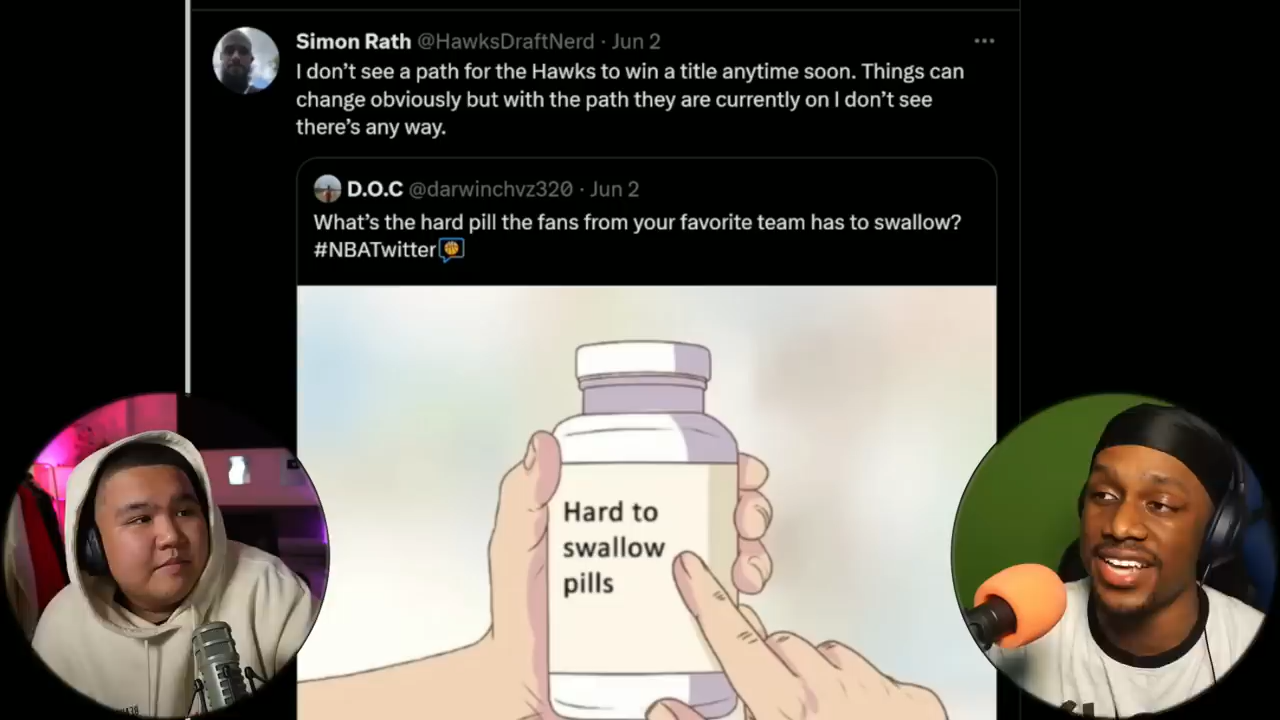 Simon Rath @HawksDraftNerd · Jun 2
I don’t see a path for the Hawks to win a title anytime soon. Things can
change obviously but with the path they are currently on I don’t see
there’s any way.
D.O.C @darwinchvz320 · Jun 2
What’s the hard pill the fans from your favorite team has to swallow?
#NBATwitter
Hard to
swallow
pills